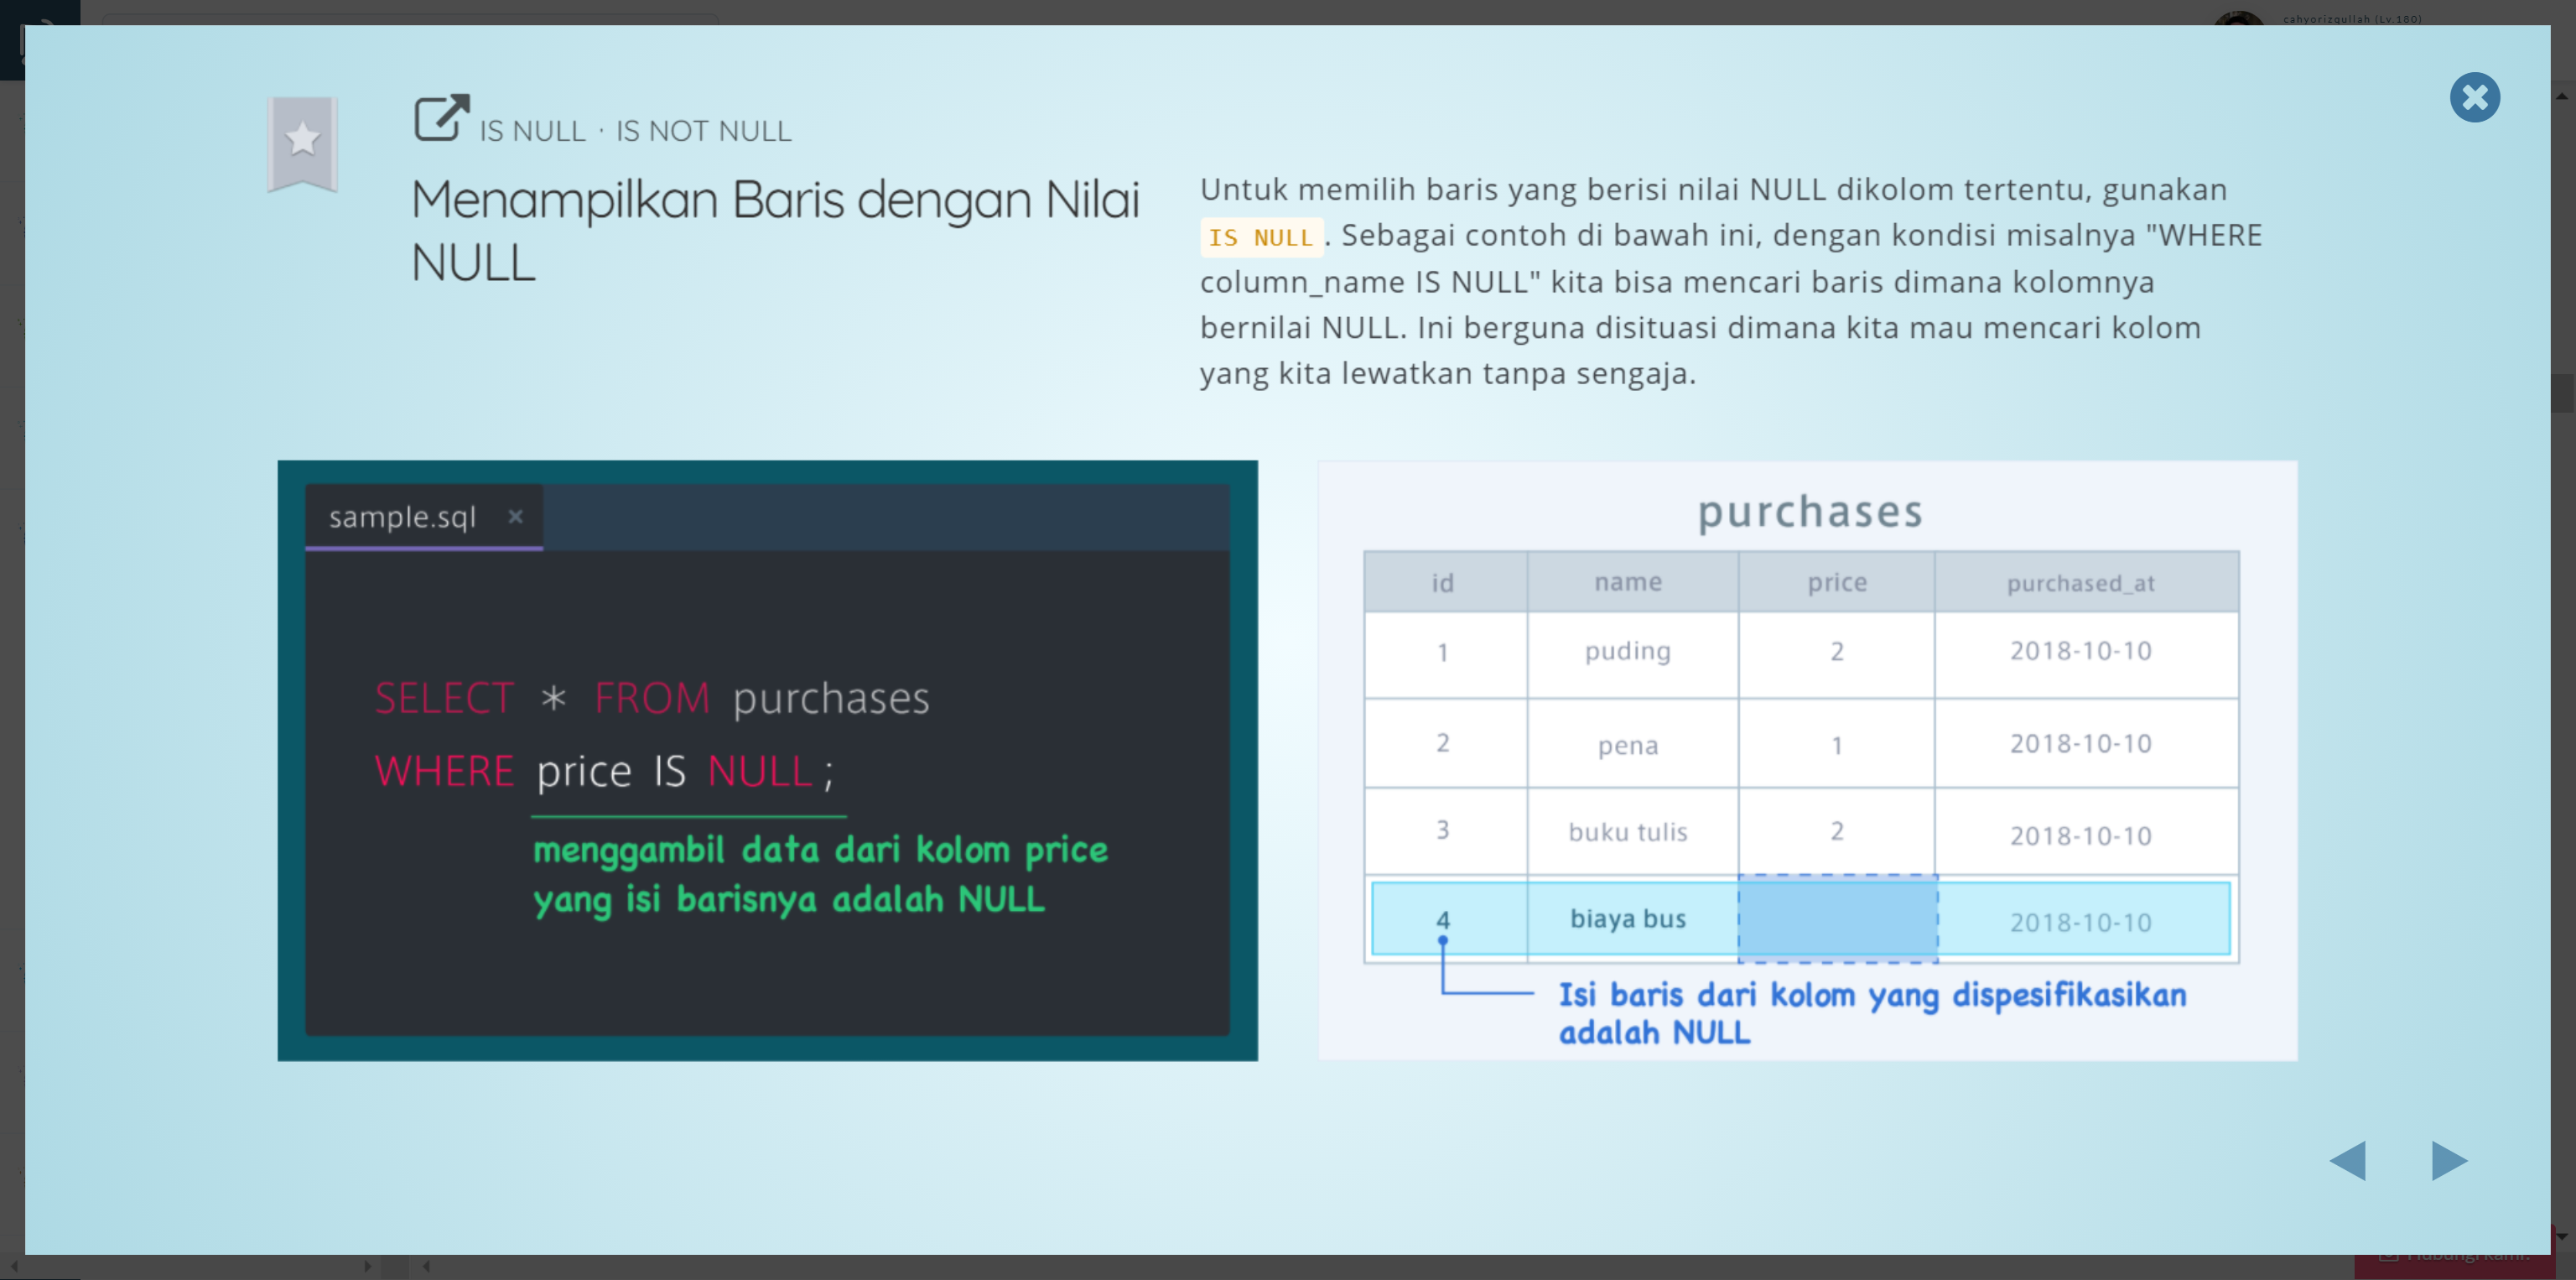 cahyorizqullah (Lv.180)
IS NULL · IS NOT NULL
Menampilkan Baris dengan Nilai
NULL
Untuk memilih baris yang berisi nilai NULL dikolom tertentu, gunakan
IS NULL. Sebagai contoh di bawah ini, dengan kondisi misalnya "WHERE
column_name IS NULL" kita bisa mencari baris dimana kolomnya
bernilai NULL. Ini berguna disituasi dimana kita mau mencari kolom
yang kita lewatkan tanpa sengaja.
sample.sql ×
SELECT * FROM purchases
WHERE price IS NULL ;
menggambil data dari kolom price
yang isi barisnya adalah NULL
purchases
id name price purchased_at
1 puding 2 2018-10-10
2 pena 1 2018-10-10
3 buku tulis 2 2018-10-10
4 biaya bus 2018-10-10
Isi baris dari kolom yang dispesifikasikan
adalah NULL
Hubungi kami!